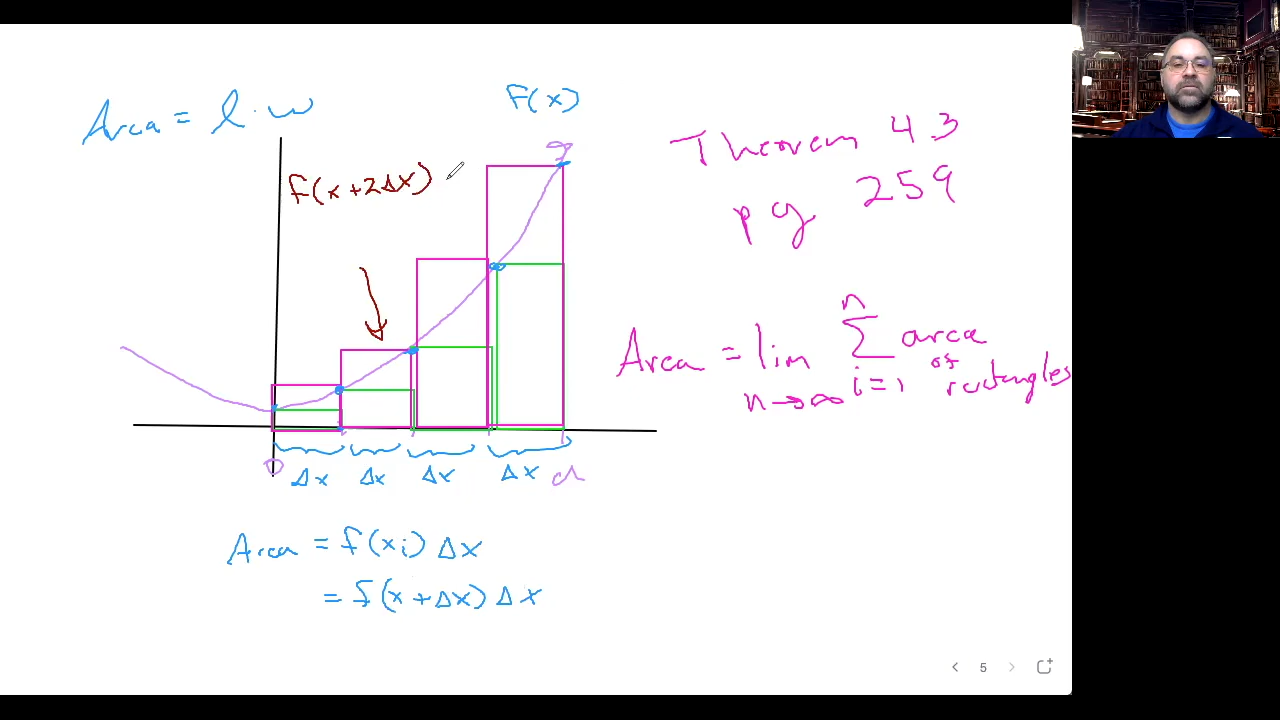 Area = l · w
F(x)
f(x+2Δx)
0
Δx Δx Δx Δx
Area = f(xi) Δx
= f(x+Δx) Δx
Theorem 4.3
pg 259
Area = lim n→∞ n Σ i=1 area of rectangles
5